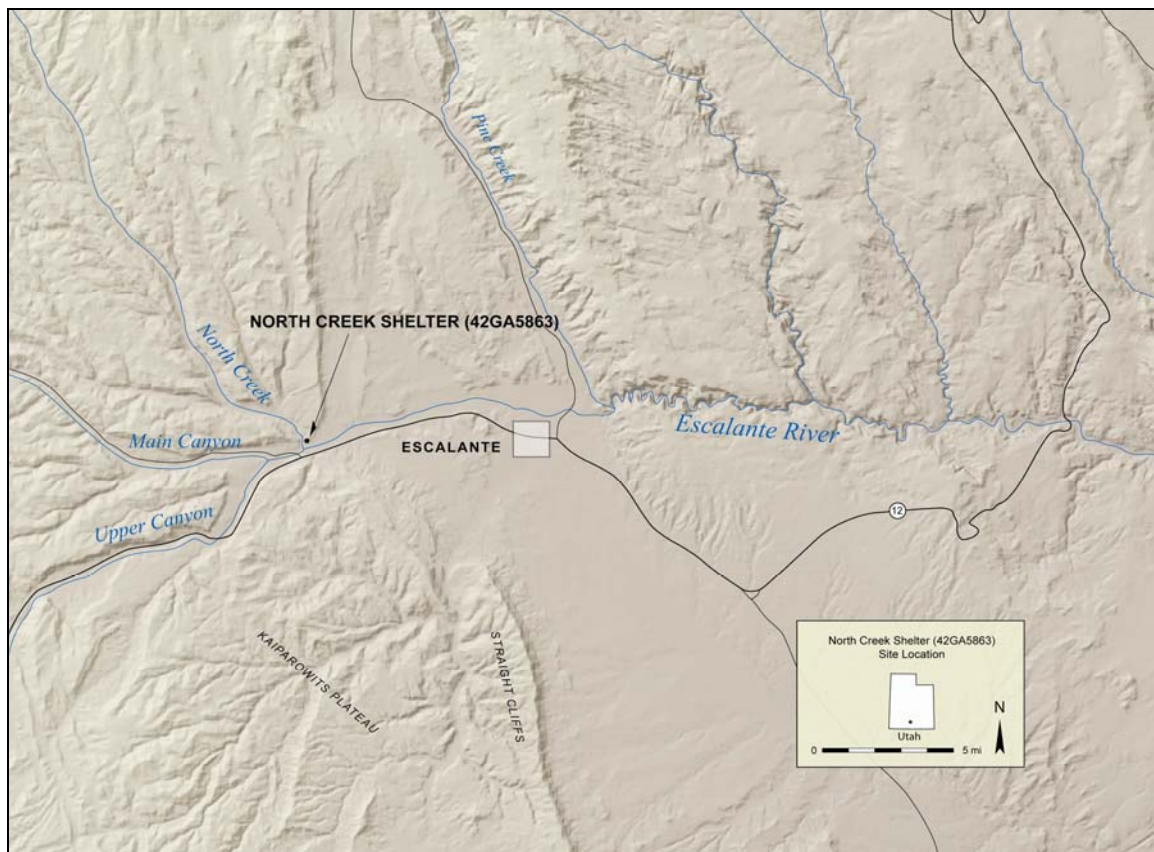 Pine Creek
NORTH CREEK SHELTER (42GA5863)
North Creek
Main Canyon
ESCALANTE
Escalante River
Upper Canyon
12
KAIPAROWITS PLATEAU
STRAIGHT CLIFFS
North Creek Shelter (42GA5863)
Site Location
N
Utah
0 5 mi